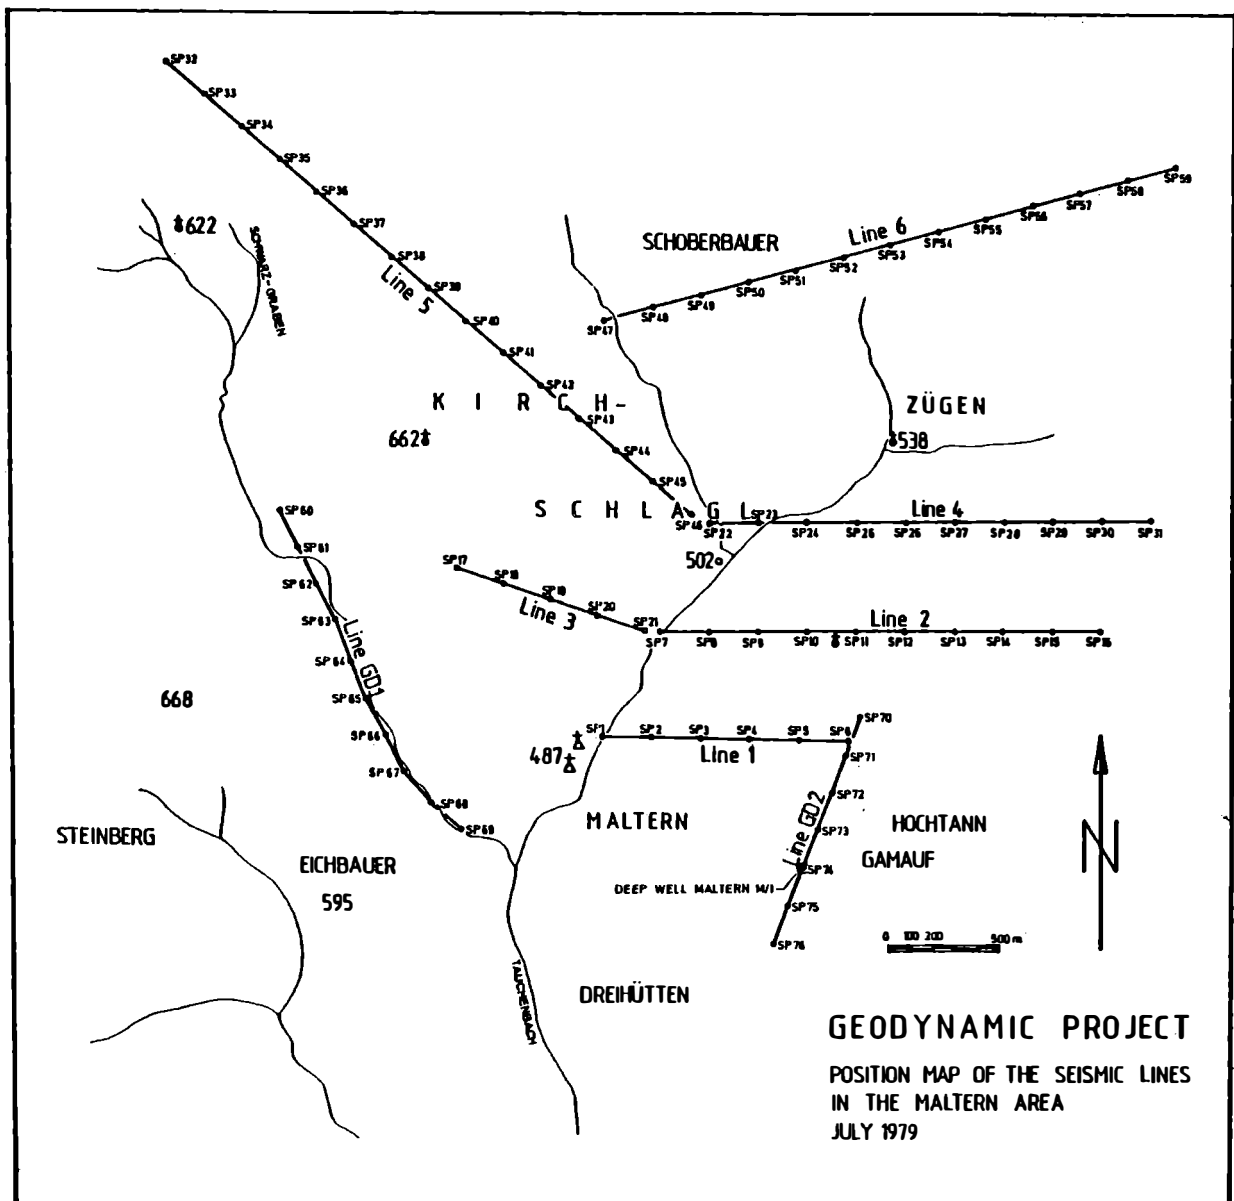 SP32
SP33
SP34
SP35
SP36
SP37
SP38
SP39
SP40
SP41
SP42
SP43
SP44
SP45
SP46
Line 5
622
SCHWARZ-GRABEN
SCHOBERBAUER
Line 6
SP47
SP48
SP49
SP50
SP51
SP52
SP53
SP54
SP55
SP56
SP57
SP58
SP59
ZÜGEN
538
KIRCH-
662
SCHLAGL
SP22
SP23
SP24
SP26
SP26
SP27
SP28
SP29
SP30
SP31
Line 4
502
SP60
SP61
SP62
SP63
SP64
SP65
SP66
SP67
SP68
SP69
Line GD1
SP17
SP18
SP19
SP20
SP21
Line 3
SP7
SP8
SP9
SP10
SP11
SP12
SP13
SP14
SP15
SP16
Line 2
668
487
SP1
SP2
SP3
SP4
SP5
SP6
Line 1
SP70
SP71
SP72
SP73
SP74
SP75
SP76
Line GD2
STEINBERG
EICHBAUER
595
MALTERN
HOCHTANN
GAMAUF
DEEP WELL MALTERN M/1
TAUCHENBACH
DREIHÜTTEN
N
0 100 200 500 m
GEODYNAMIC PROJECT
POSITION MAP OF THE SEISMIC LINES
IN THE MALTERN AREA
JULY 1979